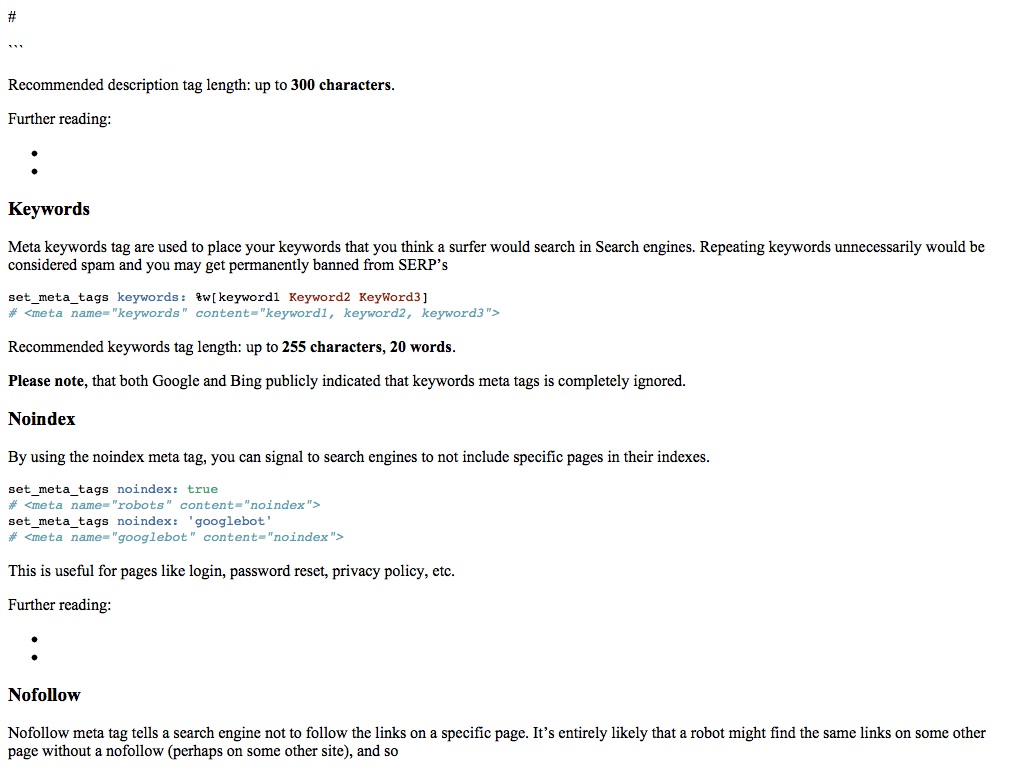 #
```
Recommended description tag length: up to 300 characters.
Further reading:
Keywords
Meta keywords tag are used to place your keywords that you think a surfer would search in Search engines. Repeating keywords unnecessarily would be
considered spam and you may get permanently banned from SERP’s
set_meta_tags keywords: %w[keyword1 Keyword2 KeyWord3]
# <meta name="keywords" content="keyword1, keyword2, keyword3">
Recommended keywords tag length: up to 255 characters, 20 words.
Please note, that both Google and Bing publicly indicated that keywords meta tags is completely ignored.
Noindex
By using the noindex meta tag, you can signal to search engines to not include specific pages in their indexes.
set_meta_tags noindex: true
# <meta name="robots" content="noindex">
set_meta_tags noindex: 'googlebot'
# <meta name="googlebot" content="noindex">
This is useful for pages like login, password reset, privacy policy, etc.
Further reading:
Nofollow
Nofollow meta tag tells a search engine not to follow the links on a specific page. It’s entirely likely that a robot might find the same links on some other
page without a nofollow (perhaps on some other site), and so